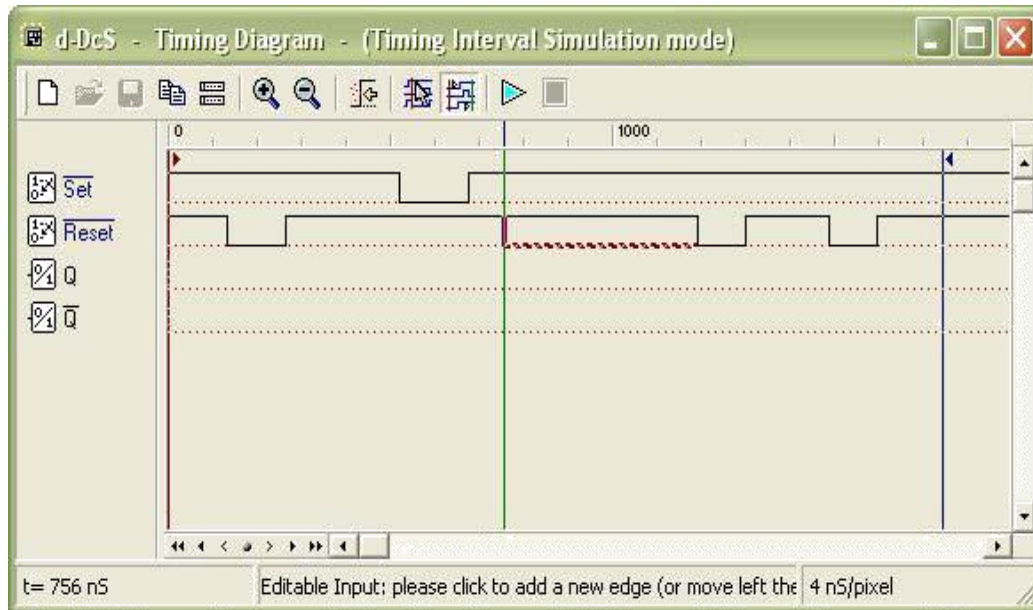 d-DcS - Timing Diagram - (Timing Interval Simulation mode)
0 1000
Set
Reset
Q
Q
t= 756 nS Editable Input: please click to add a new edge (or move left the 4 nS/pixel